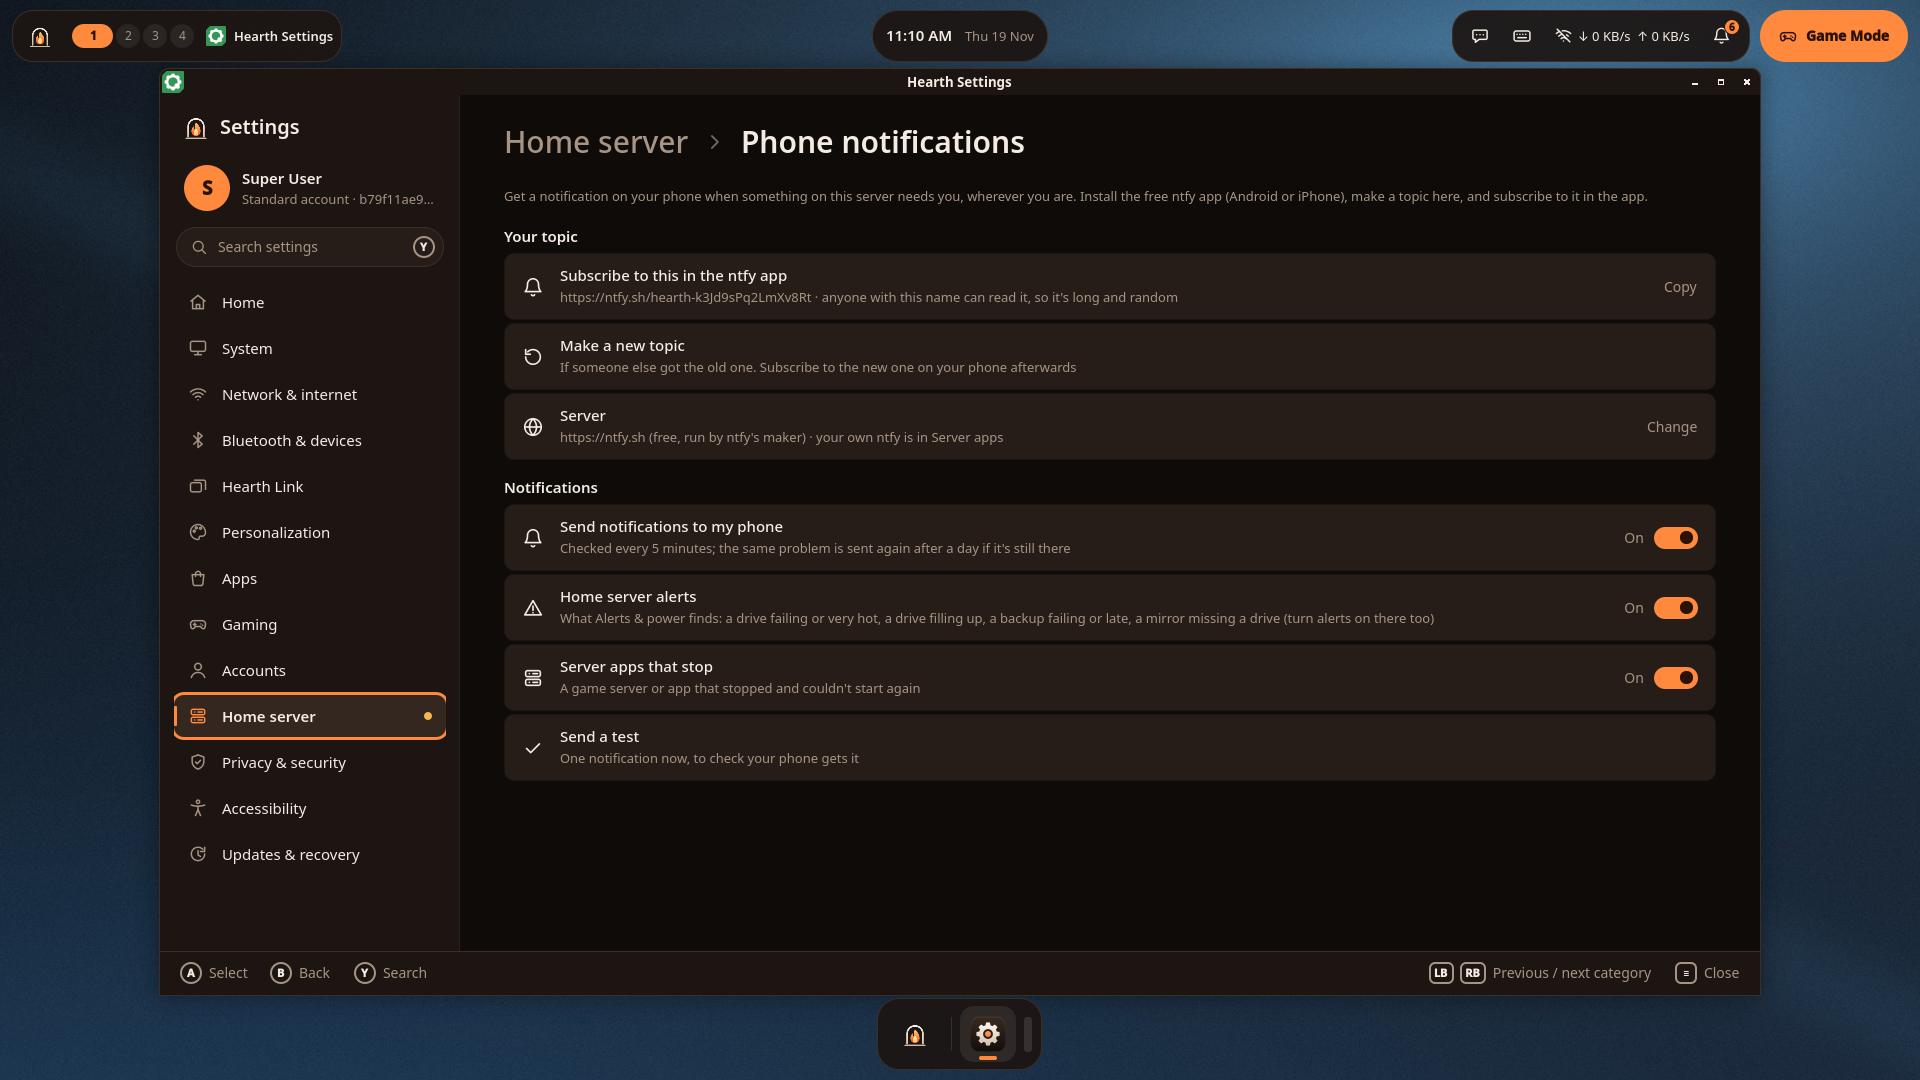 1 2 3 4 Hearth Settings
11:10 AM Thu 19 Nov
↓ 0 KB/s ↑ 0 KB/s 6 Game Mode
Hearth Settings
Settings
S
Super User
Standard account · b79f11ae9...
Search settings Y
Home
System
Network & internet
Bluetooth & devices
Hearth Link
Personalization
Apps
Gaming
Accounts
Home server
Privacy & security
Accessibility
Updates & recovery
Home server > Phone notifications
Get a notification on your phone when something on this server needs you, wherever you are. Install the free ntfy app (Android or iPhone), make a topic here, and subscribe to it in the app.
Your topic
Subscribe to this in the ntfy app
https://ntfy.sh/hearth-k3Jd9sPq2LmXv8Rt · anyone with this name can read it, so it's long and random
Copy
Make a new topic
If someone else got the old one. Subscribe to the new one on your phone afterwards
Server
https://ntfy.sh (free, run by ntfy's maker) · your own ntfy is in Server apps
Change
Notifications
Send notifications to my phone
Checked every 5 minutes; the same problem is sent again after a day if it's still there
On
Home server alerts
What Alerts & power finds: a drive failing or very hot, a drive filling up, a backup failing or late, a mirror missing a drive (turn alerts on there too)
On
Server apps that stop
A game server or app that stopped and couldn't start again
On
Send a test
One notification now, to check your phone gets it
A Select B Back Y Search
LB RB Previous / next category ≡ Close